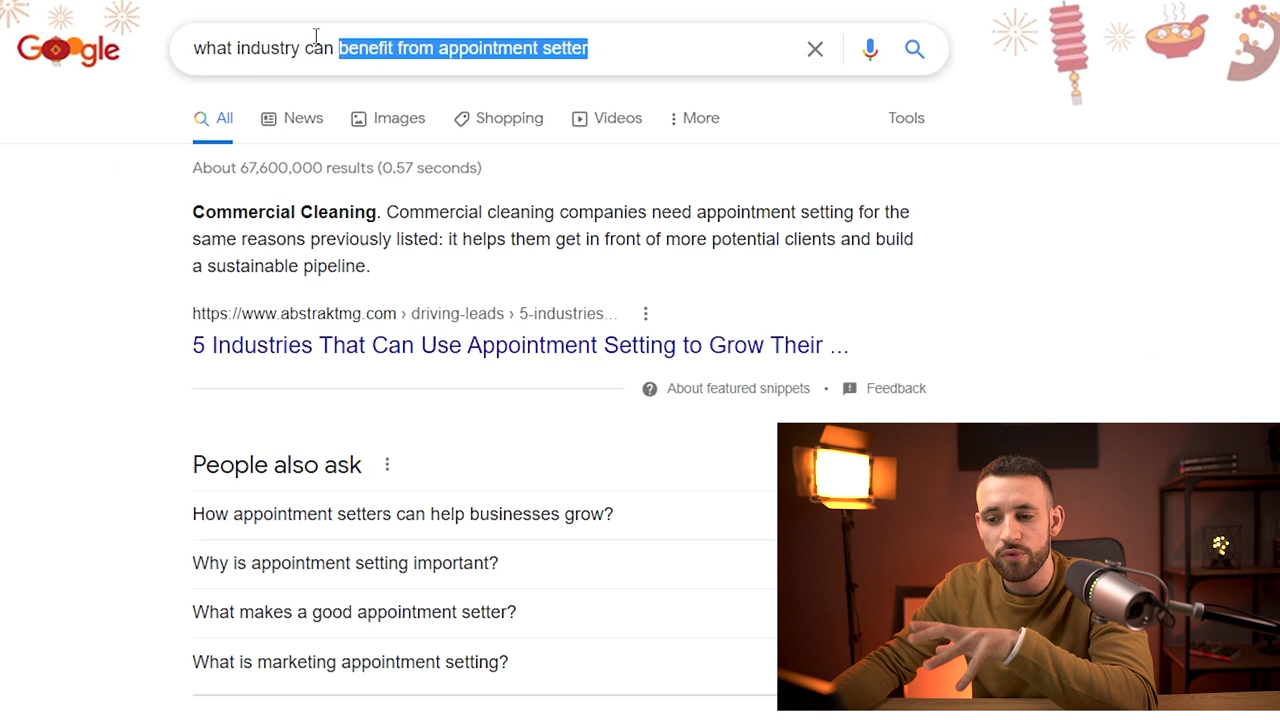 Google
what industry can benefit from appointment setter
All
News
Images
Shopping
Videos
More
Tools
About 67,600,000 results (0.57 seconds)
Commercial Cleaning. Commercial cleaning companies need appointment setting for the
same reasons previously listed: it helps them get in front of more potential clients and build
a sustainable pipeline.
https://www.abstraktmg.com › driving-leads › 5-industries...
5 Industries That Can Use Appointment Setting to Grow Their ...
About featured snippets
•
Feedback
People also ask
How appointment setters can help businesses grow?
Why is appointment setting important?
What makes a good appointment setter?
What is marketing appointment setting?